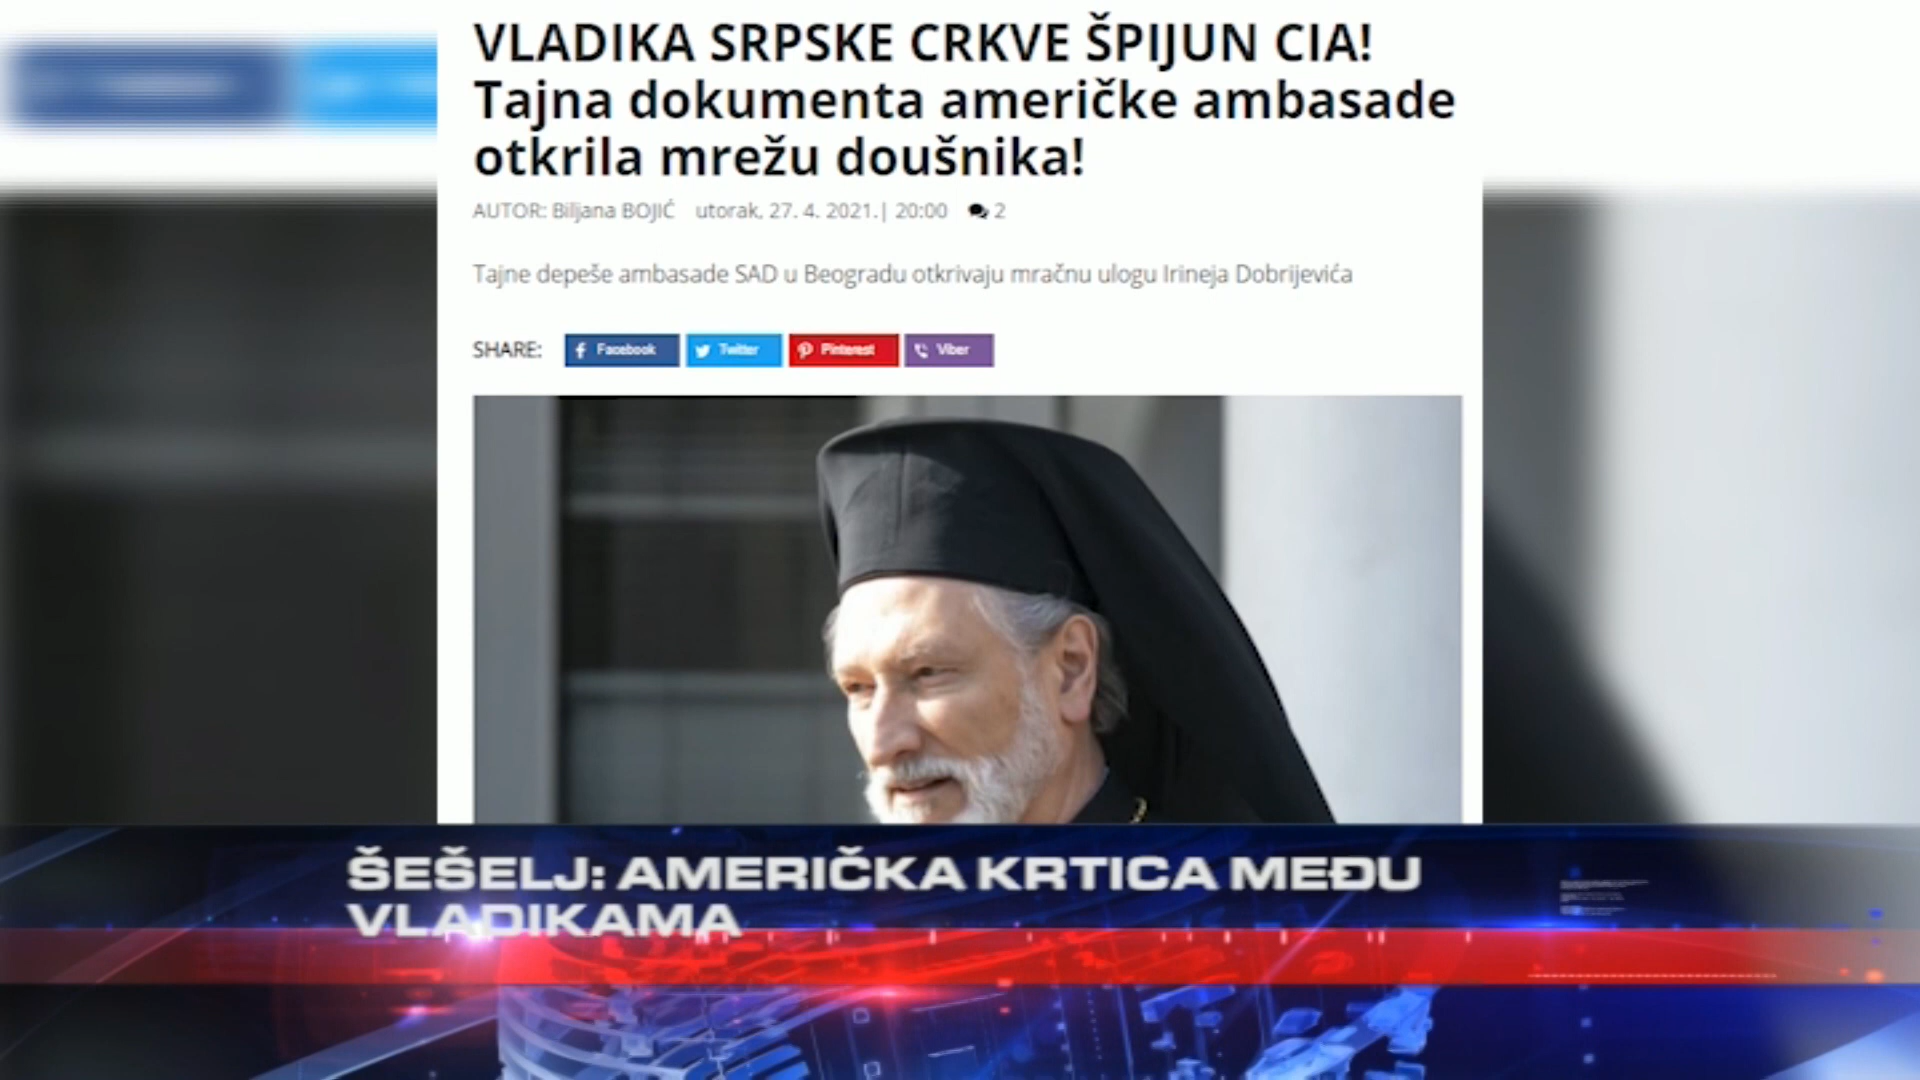 VLADIKA SRPSKE CRKVE ŠPIJUN CIA!
Tajna dokumenta američke ambasade
otkrila mrežu doušnika!
AUTOR: Biljana BOJIĆ utorak, 27. 4. 2021.| 20:00 2
Tajne depeše ambasade SAD u Beogradu otkrivaju mračnu ulogu Irineja Dobrijevića
SHARE: Facebook Twitter Pinterest Viber
ŠEŠELJ: AMERIČKA KRTICA MEĐU
VLADIKAMA